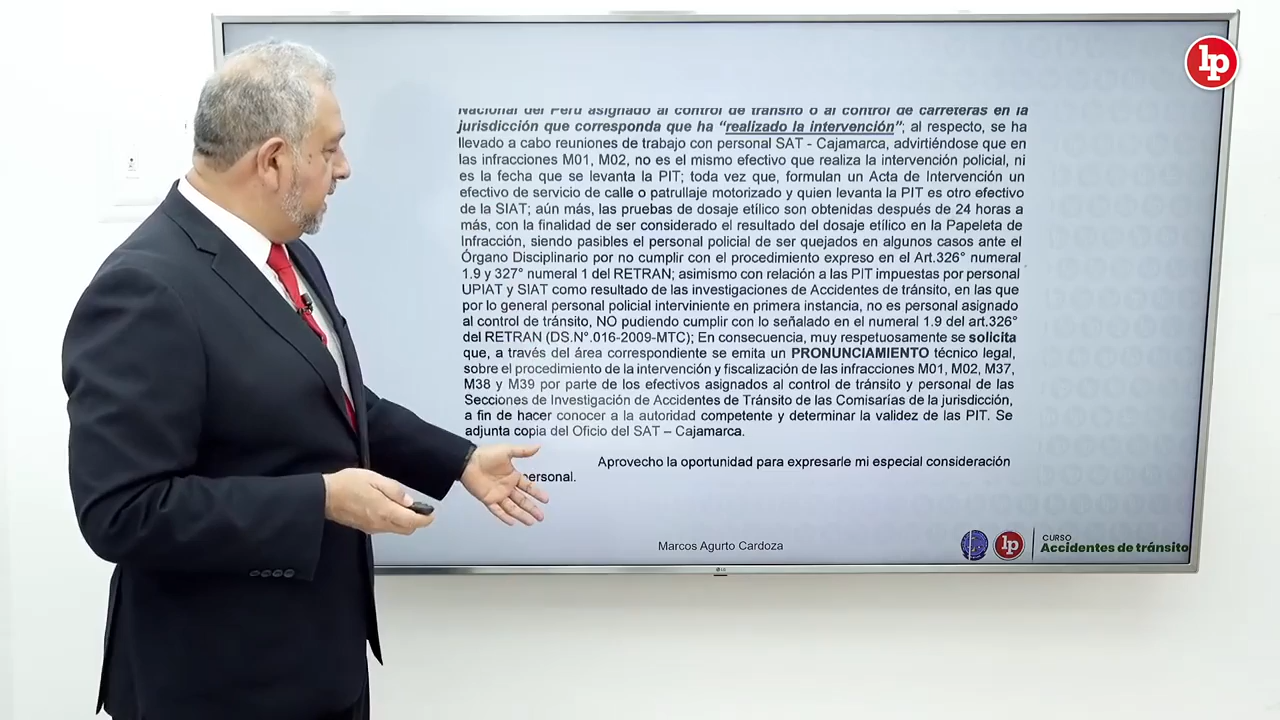 lp
Nacional del Perú asignado al control de tránsito o al control de carreteras en la
jurisdicción que corresponda que ha “realizado la intervención”; al respecto, se ha
llevado a cabo reuniones de trabajo con personal SAT - Cajamarca, advirtiéndose que en
las infracciones M01, M02, no es el mismo efectivo que realiza la intervención policial, ni
es la fecha que se levanta la PIT; toda vez que, formulan un Acta de Intervención un
efectivo de servicio de calle o patrullaje motorizado y quien levanta la PIT es otro efectivo
de la SIAT; aún más, las pruebas de dosaje etílico son obtenidas después de 24 horas a
más, con la finalidad de ser considerado el resultado del dosaje etílico en la Papeleta de
Infracción, siendo pasibles el personal policial de ser quejados en algunos casos ante el
Órgano Disciplinario por no cumplir con el procedimiento expreso en el Art.326° numeral
1.9 y 327° numeral 1 del RETRAN; asimismo con relación a las PIT impuestas por personal
UPIAT y SIAT como resultado de las investigaciones de Accidentes de tránsito, en las que
por lo general personal policial interviniente en primera instancia, no es personal asignado
al control de tránsito, NO pudiendo cumplir con lo señalado en el numeral 1.9 del art.326°
del RETRAN (DS.N°.016-2009-MTC); En consecuencia, muy respetuosamente se solicita
que, a través del área correspondiente se emita un PRONUNCIAMIENTO técnico legal,
sobre el procedimiento de la intervención y fiscalización de las infracciones M01, M02, M37,
M38 y M39 por parte de los efectivos asignados al control de tránsito y personal de las
Secciones de Investigación de Accidentes de Tránsito de las Comisarías de la jurisdicción,
a fin de hacer conocer a la autoridad competente y determinar la validez de las PIT. Se
adjunta copia del Oficio del SAT – Cajamarca.
Aprovecho la oportunidad para expresarle mi especial consideración
personal.
Marcos Agurto Cardoza
lp
CURSO
Accidentes de tránsito
LG